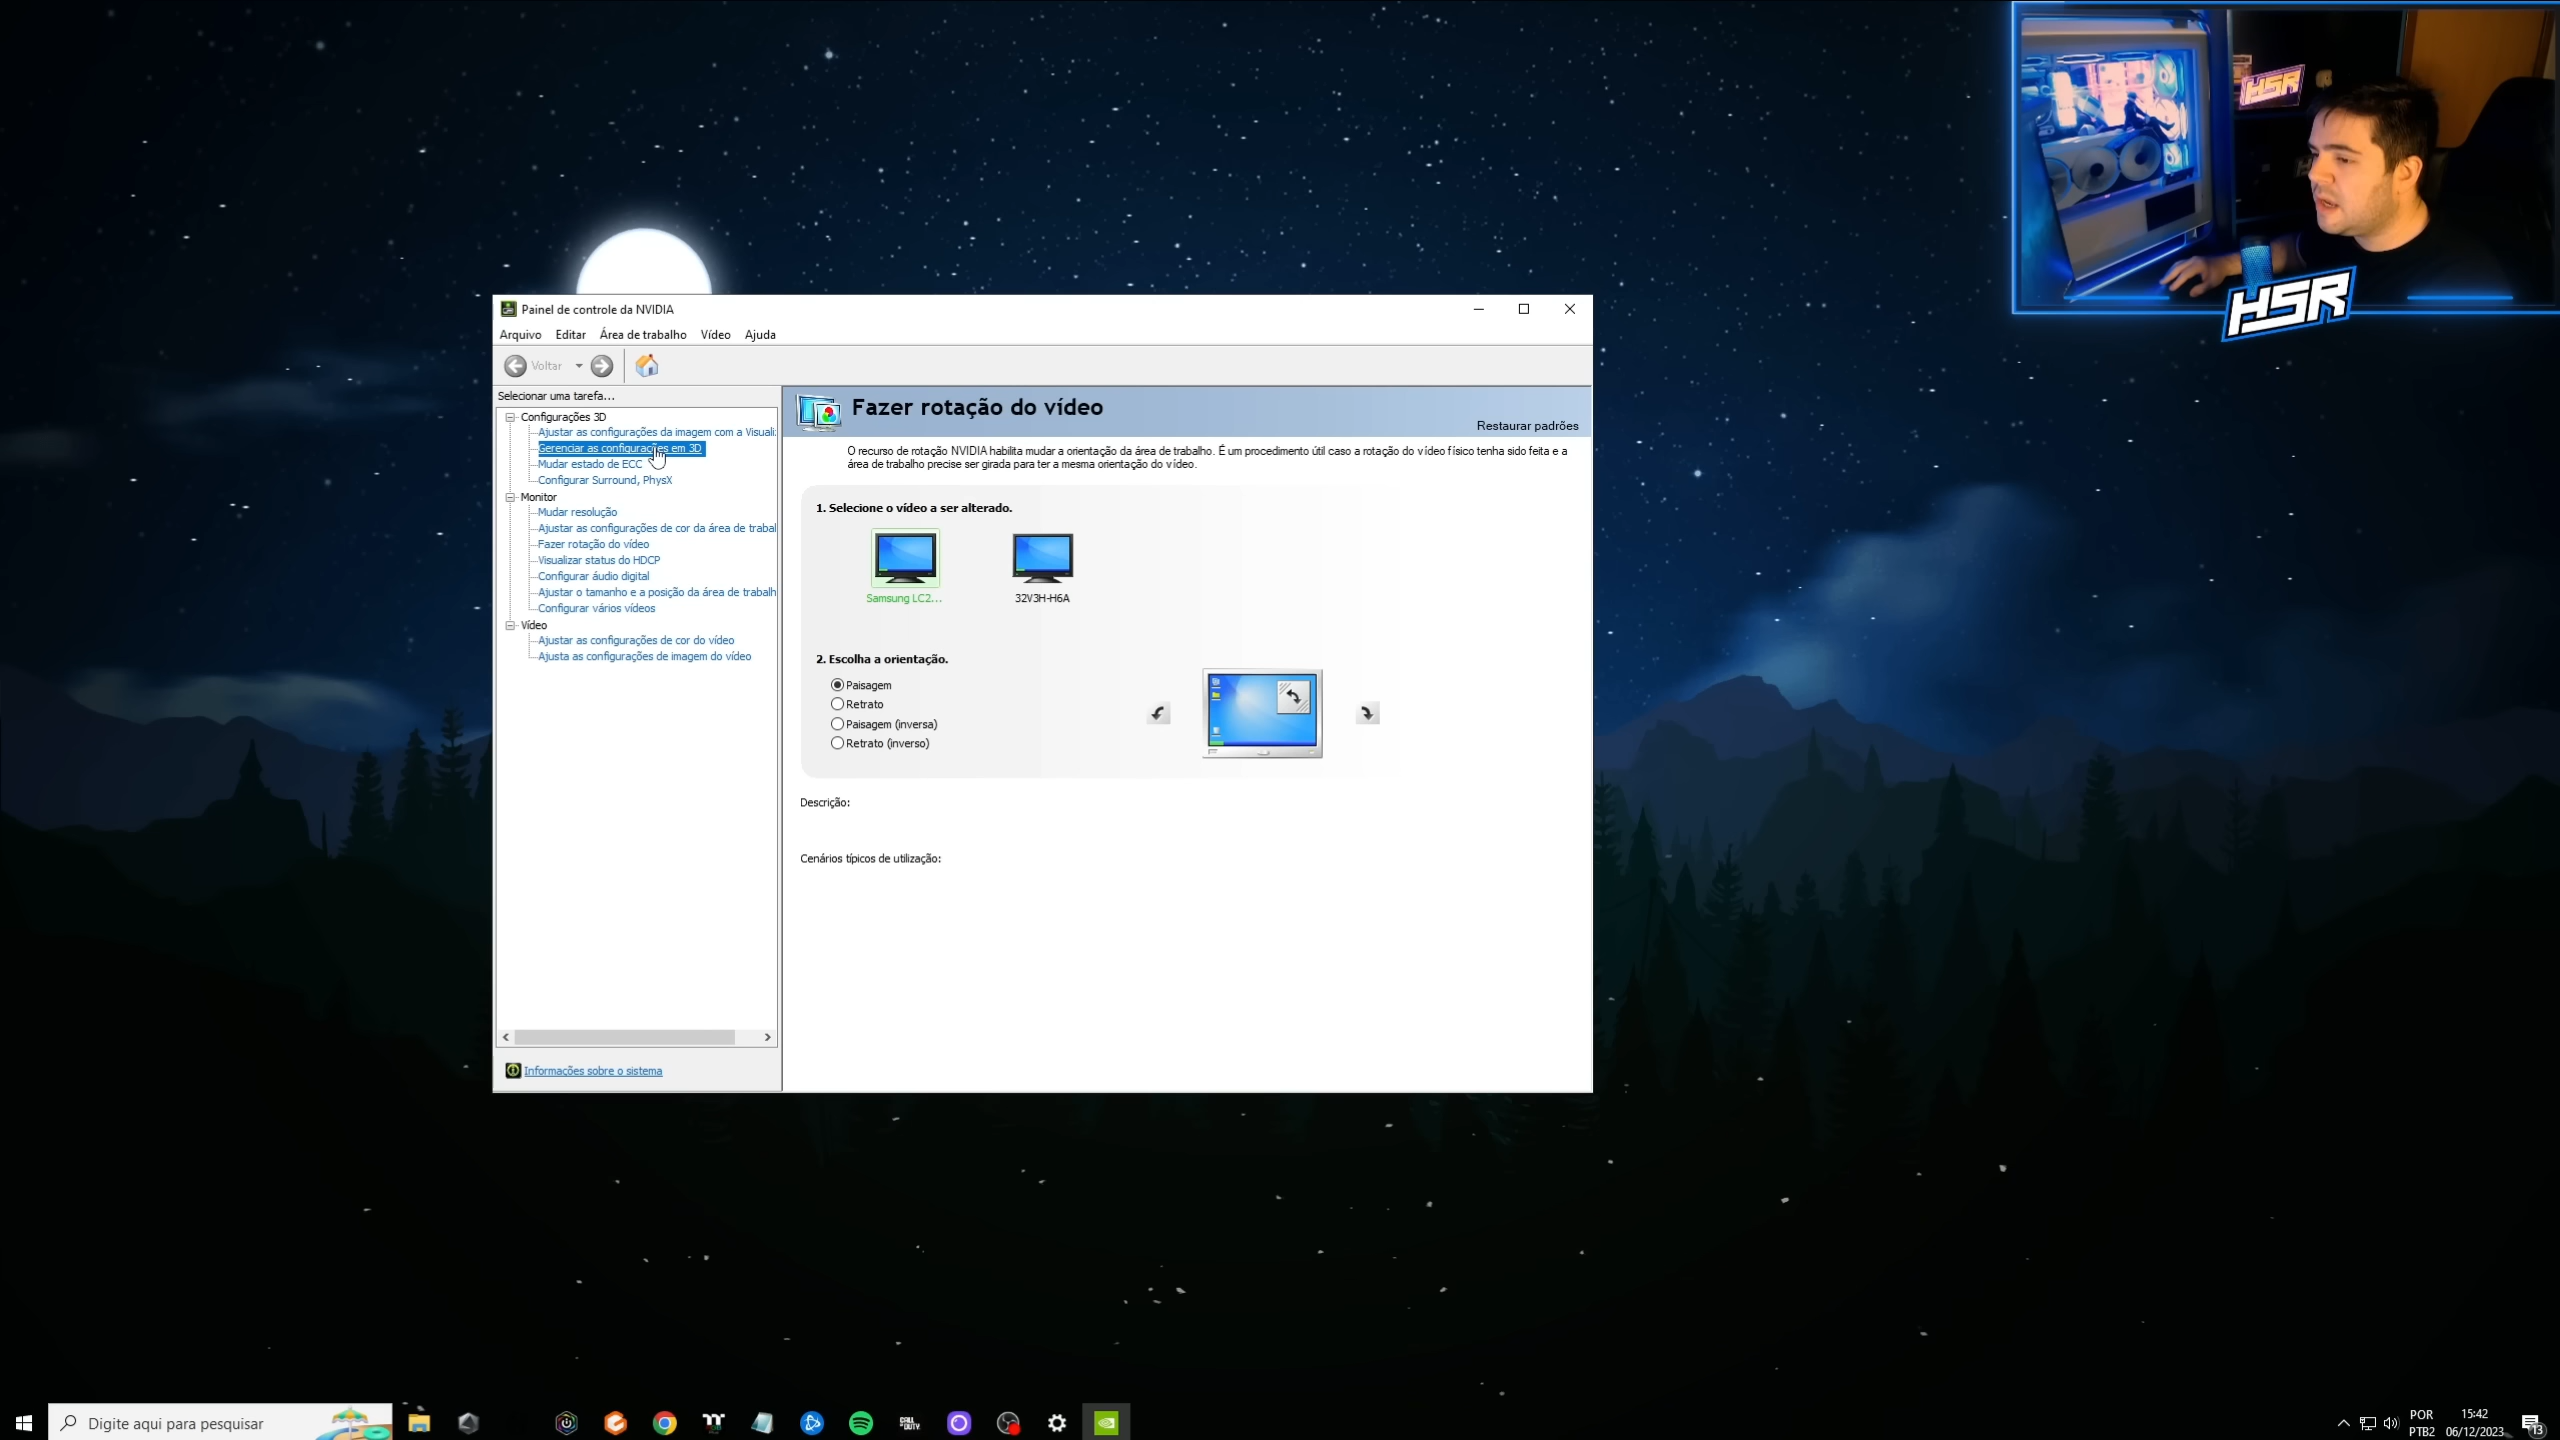 HSR
HSR
Painel de controle da NVIDIA
Arquivo Editar Área de trabalho Vídeo Ajuda
Voltar
Selecionar uma tarefa...
Configurações 3D
Ajustar as configurações da imagem com a Visuali
Gerenciar as configurações em 3D
Mudar estado de ECC
Configurar Surround, PhysX
Monitor
Mudar resolução
Ajustar as configurações de cor da área de trabal
Fazer rotação do vídeo
Visualizar status do HDCP
Configurar áudio digital
Ajustar o tamanho e a posição da área de trabalh
Configurar vários vídeos
Vídeo
Ajustar as configurações de cor do vídeo
Ajusta as configurações de imagem do vídeo
Informações sobre o sistema
Fazer rotação do vídeo
Restaurar padrões
O recurso de rotação NVIDIA habilita mudar a orientação da área de trabalho. É um procedimento útil caso a rotação do vídeo físico tenha sido feita e a
área de trabalho precise ser girada para ter a mesma orientação do vídeo.
1. Selecione o vídeo a ser alterado.
Samsung LC2...
32V3H-H6A
2. Escolha a orientação.
Paisagem
Retrato
Paisagem (inversa)
Retrato (inverso)
Descrição:
Cenários típicos de utilização:
Digite aqui para pesquisar
CALL OF DUTY
POR
PTB2
15:42
06/12/2023
13